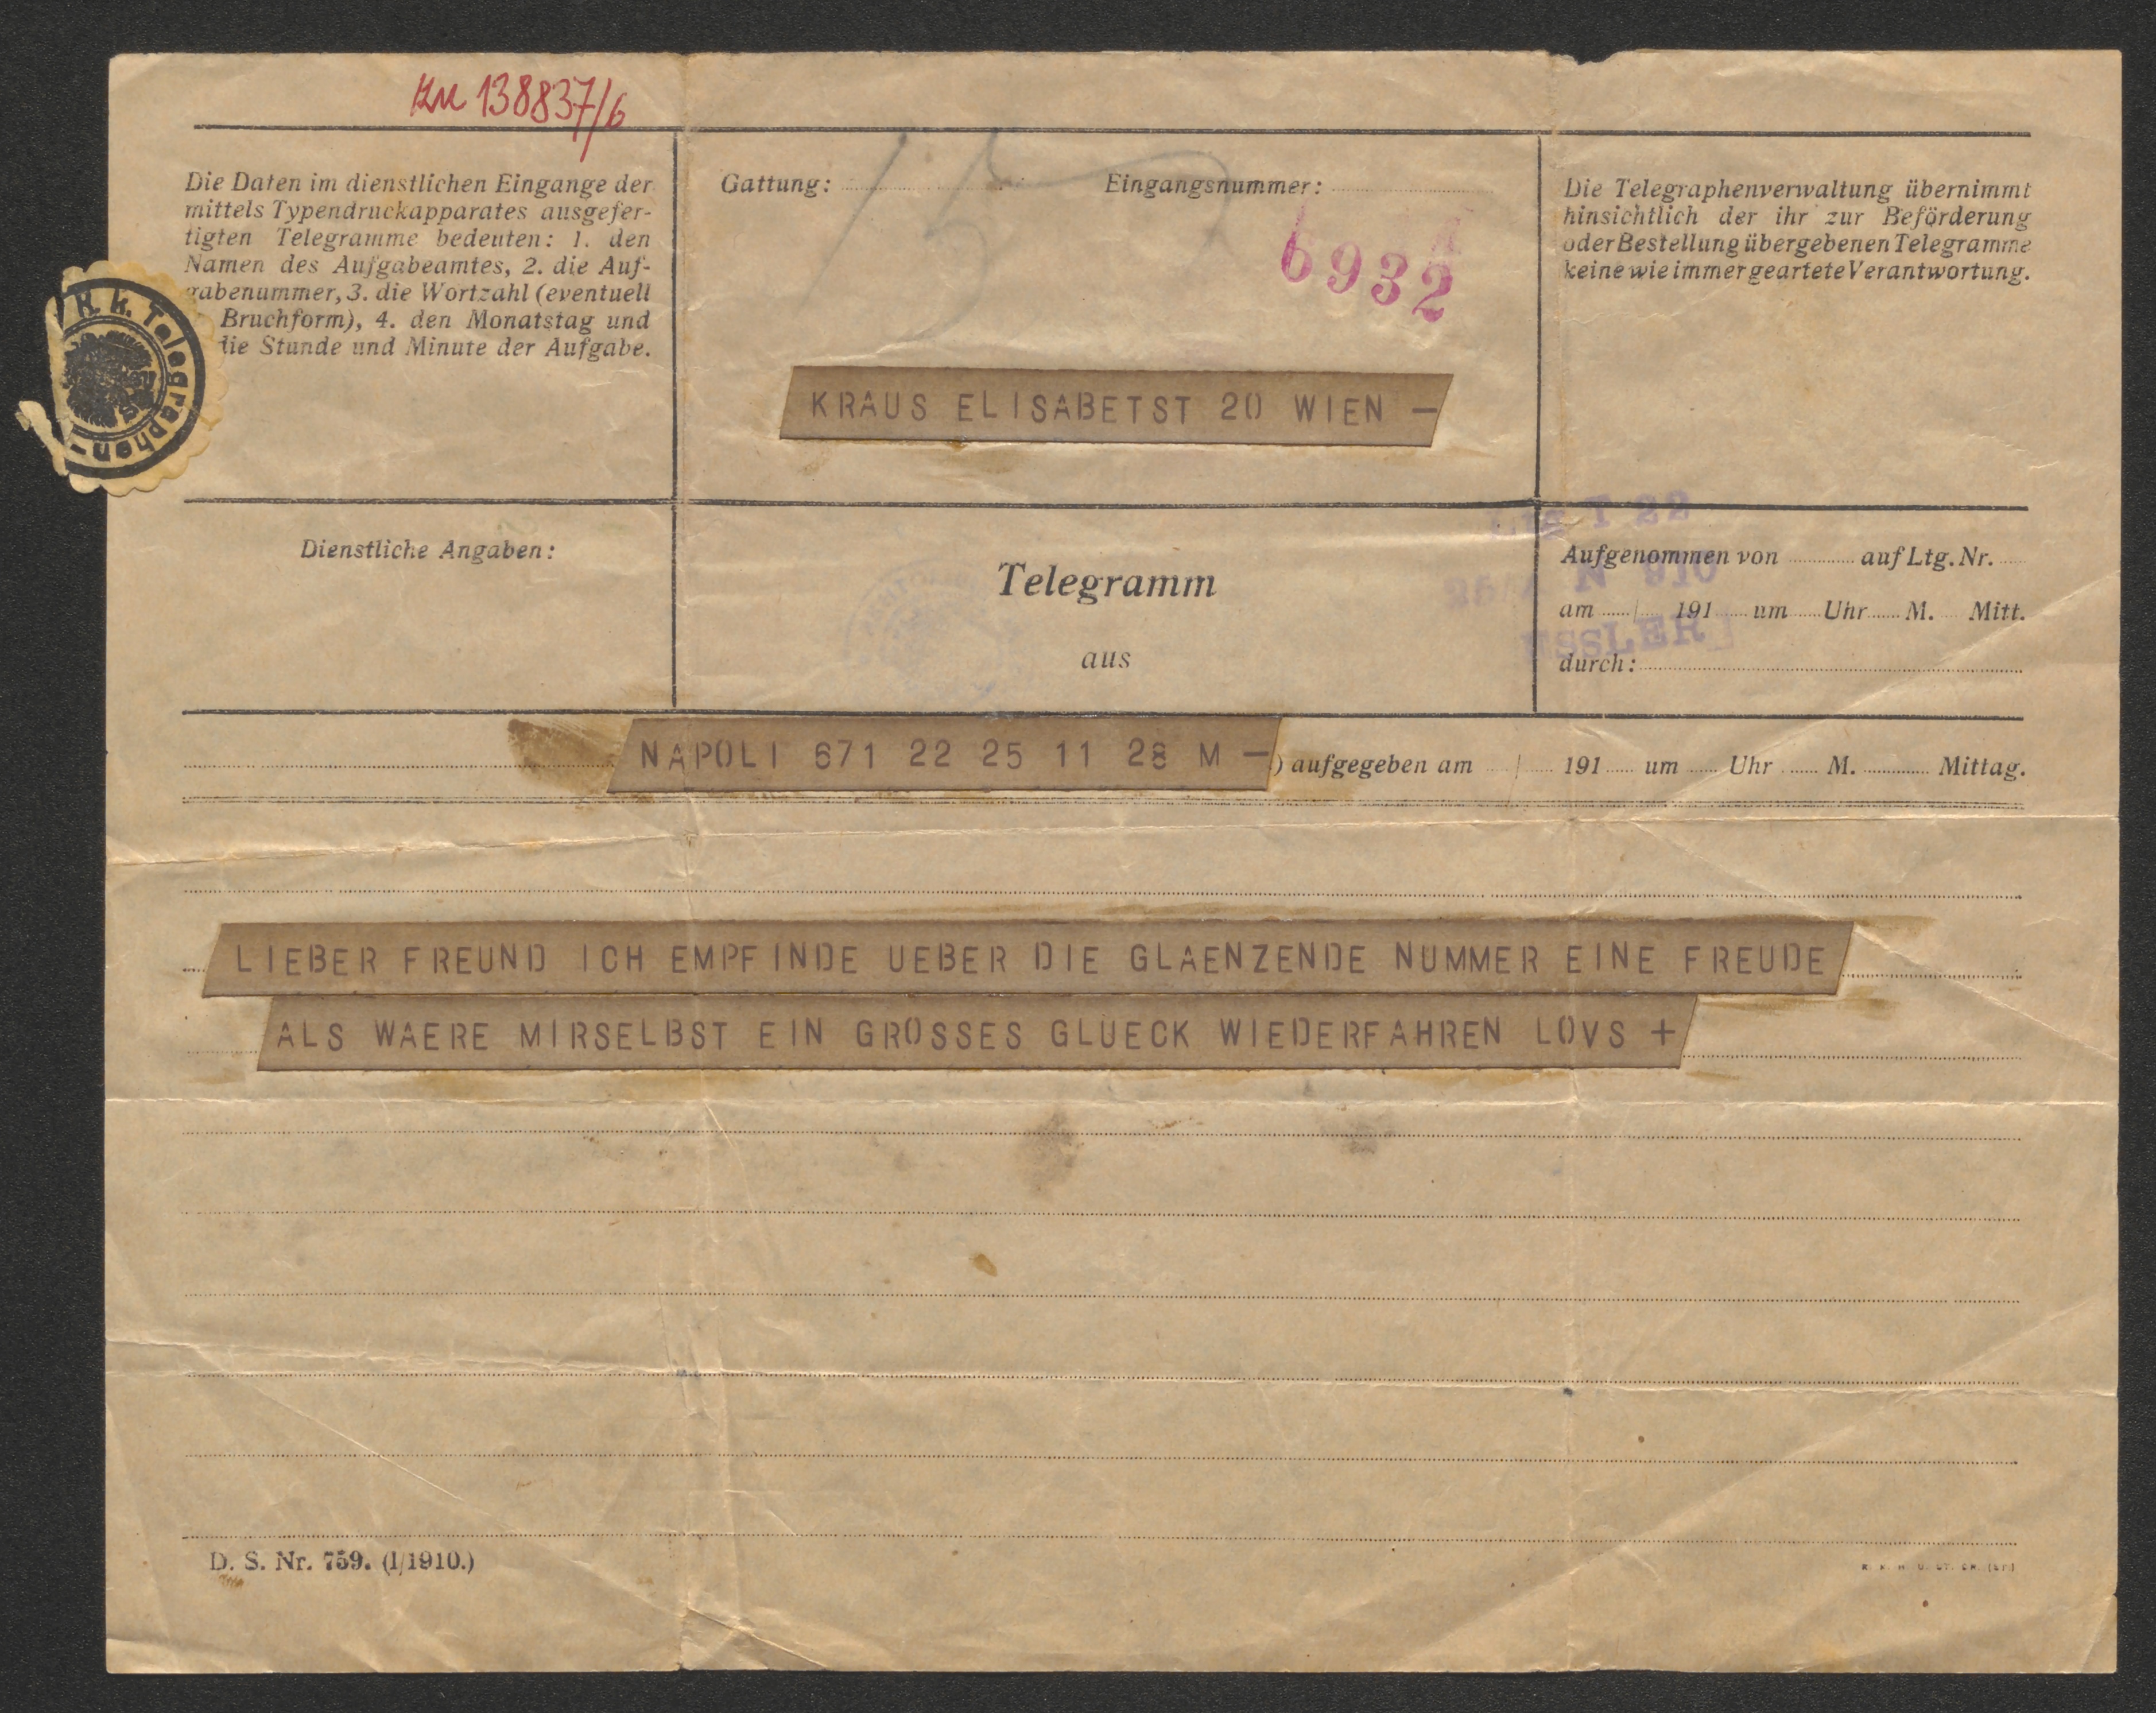 KN 138837/6
Die Daten im dienstlichen Eingange der
mittels Typendruckapparates ausgefer-
tigten Telegramme bedeuten: 1. den
Namen des Aufgabeamtes, 2. die Auf-
gabenummer, 3. die Wortzahl (eventuell
Bruchform), 4. den Monatstag und
die Stunde und Minute der Aufgabe.
K. k. Telegraphen-
Gattung:
Eingangsnummer:
15
6932
KRAUS ELISABETST 20 WIEN —
Die Telegraphenverwaltung übernimmt
hinsichtlich der ihr zur Beförderung
oder Bestellung übergebenen Telegramme
keine wie immer geartete Verantwortung.
Dienstliche Angaben:
Telegramm
aus
T 22
N 910
Aufgenommen von auf Ltg. Nr.
am / 191 um Uhr M. Mitt.
durch:
NAPOLI 671 22 25 11 28 M —
) aufgegeben am / 191 um Uhr M. Mittag.
LIEBER FREUND ICH EMPFINDE UEBER DIE GLAENZENDE NUMMER EINE FREUDE
ALS WAERE MIRSELBST EIN GROSSES GLUECK WIEDERFAHREN LOVS +
D. S. Nr. 759. (I/1910.)